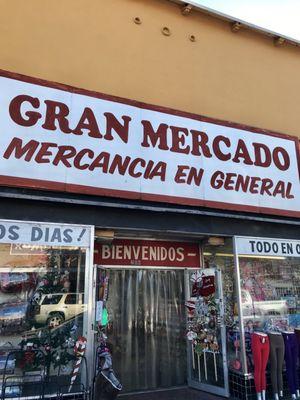 GRAN MERCADO
MERCANCIA EN GENERAL
OS DIAS!
BIENVENIDOS
TODO EN